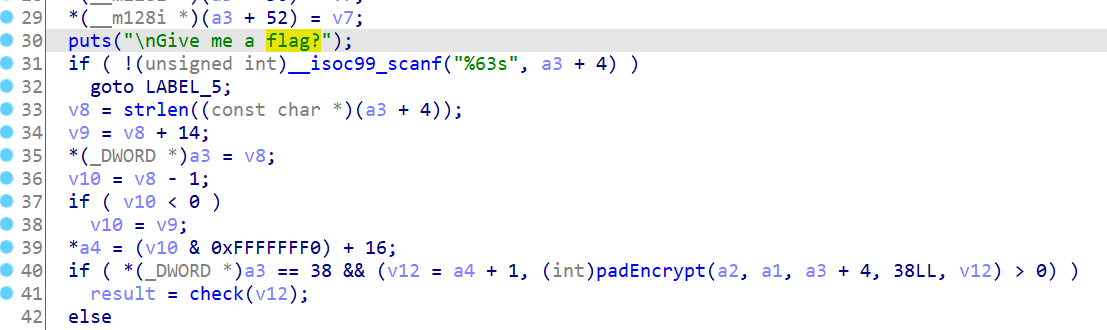 29 *(__m128i *)(a3 + 52) = v7;
30 puts("\nGive me a flag?");
31 if ( !(unsigned int)__isoc99_scanf("%63s", a3 + 4) )
32 goto LABEL_5;
33 v8 = strlen((const char *)(a3 + 4));
34 v9 = v8 + 14;
35 *(_DWORD *)a3 = v8;
36 v10 = v8 - 1;
37 if ( v10 < 0 )
38 v10 = v9;
39 *a4 = (v10 & 0xFFFFFFF0) + 16;
40 if ( *(_DWORD *)a3 == 38 && (v12 = a4 + 1, (int)padEncrypt(a2, a1, a3 + 4, 38LL, v12) > 0) )
41 result = check(v12);
42 else